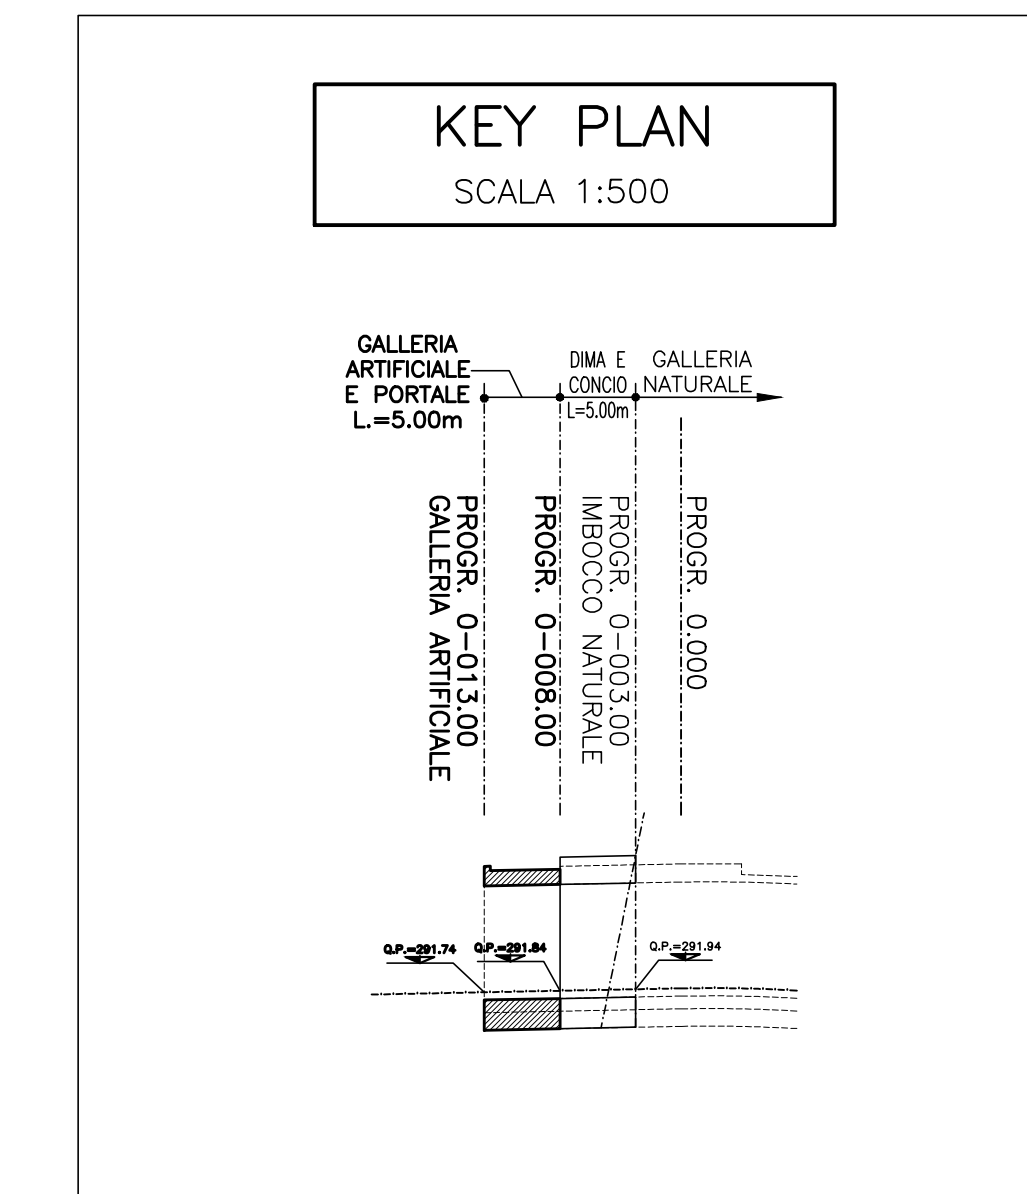 KEY PLAN
SCALA 1:500
GALLERIA
ARTIFICIALE
E PORTALE
L.=5.00m
DIMA E
CONCIO
L=5.00m
GALLERIA
NATURALE
PROGR. 0-013.00
GALLERIA ARTIFICIALE
PROGR. 0-008.00
PROGR. 0-003.00
IMBOCCO NATURALE
PROGR. 0.000
Q.P.=291.74
Q.P.=291.84
Q.P.=291.94